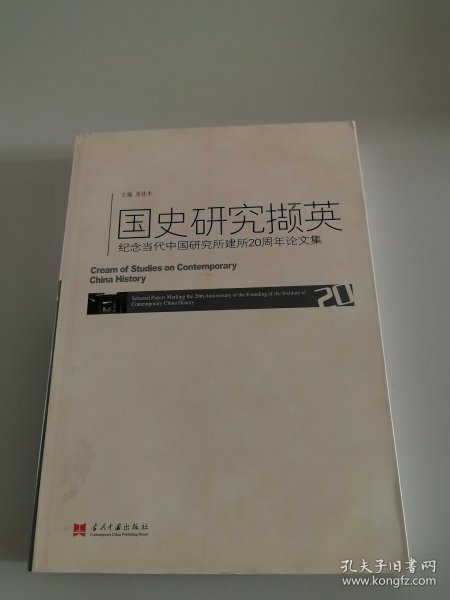 主编 朱佳木
国史研究撷英
纪念当代中国研究所建所20周年论文集
Cream of Studies on Contemporary
China History
Selected Papers Marking the 20th Anniversary of the Founding of the Institute of
Contemporary China History
20
当代中国出版社
Contemporary China Publishing House
孔夫子旧书网
www.kongfz.com